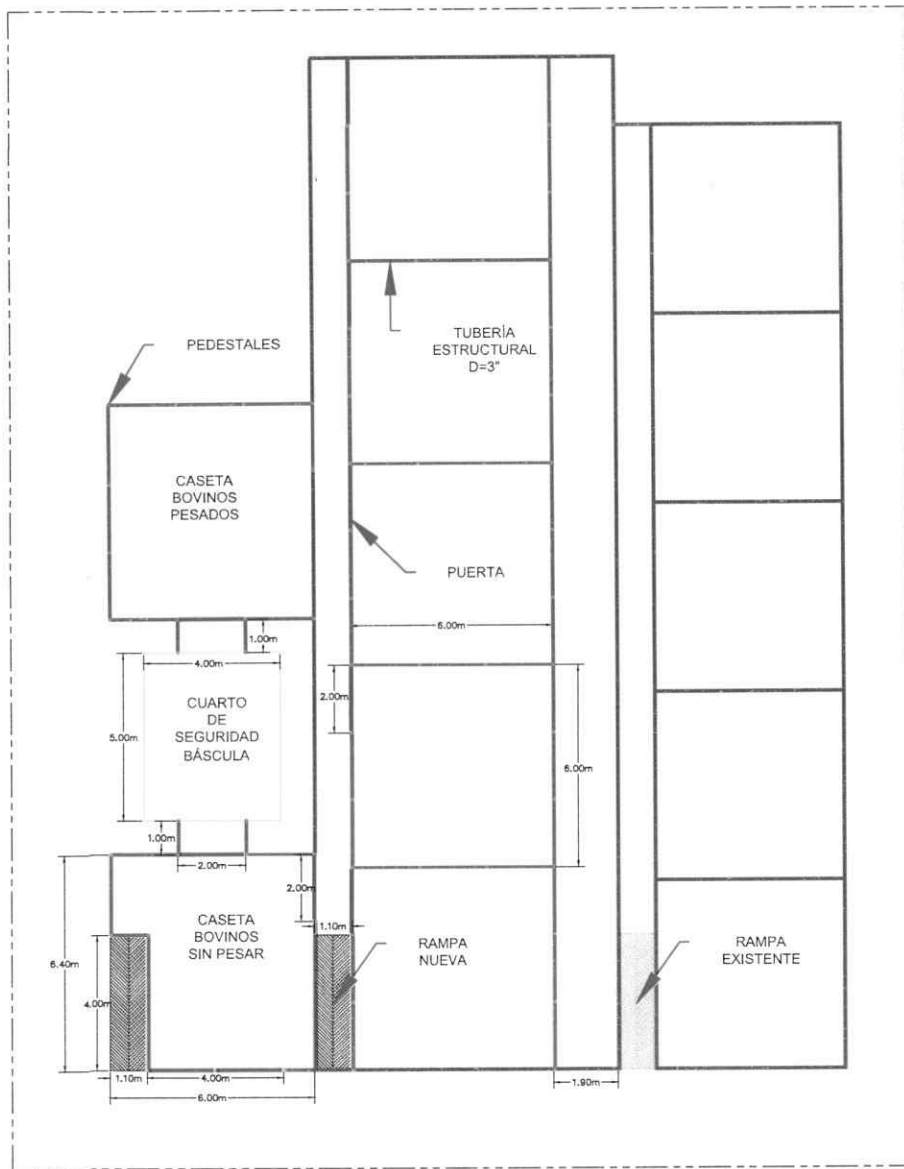 TUBERÍA
ESTRUCTURAL
D=3"
PEDESTALES
CASETA
BOVINOS
PESADOS
PUERTA
6.00m
1.00m
4.00m
2.00m
CUARTO
DE
SEGURIDAD
BÁSCULA
5.00m
6.00m
1.00m
2.00m
2.00m
CASETA
BOVINOS
SIN PESAR
1.10m
RAMPA
NUEVA
RAMPA
EXISTENTE
6.40m
4.00m
1.10m
4.00m
1.90m
6.00m